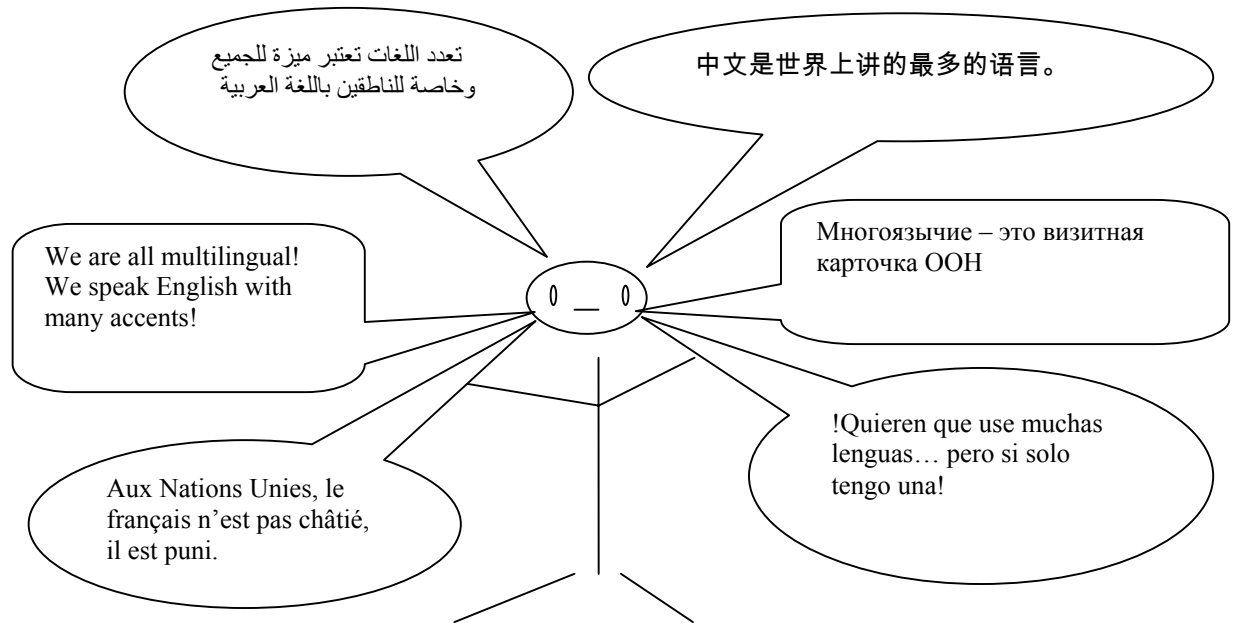 تعدد اللغات تعتبر ميزة للجميع
وخاصة للناطقين باللغة العربية
中文是世界上讲的最多的语言。
We are all multilingual!
We speak English with
many accents!
Многоязычие – это визитная
карточка ООН
Aux Nations Unies, le
français n’est pas châtié,
il est puni.
!Quieren que use muchas
lenguas… pero si solo
tengo una!